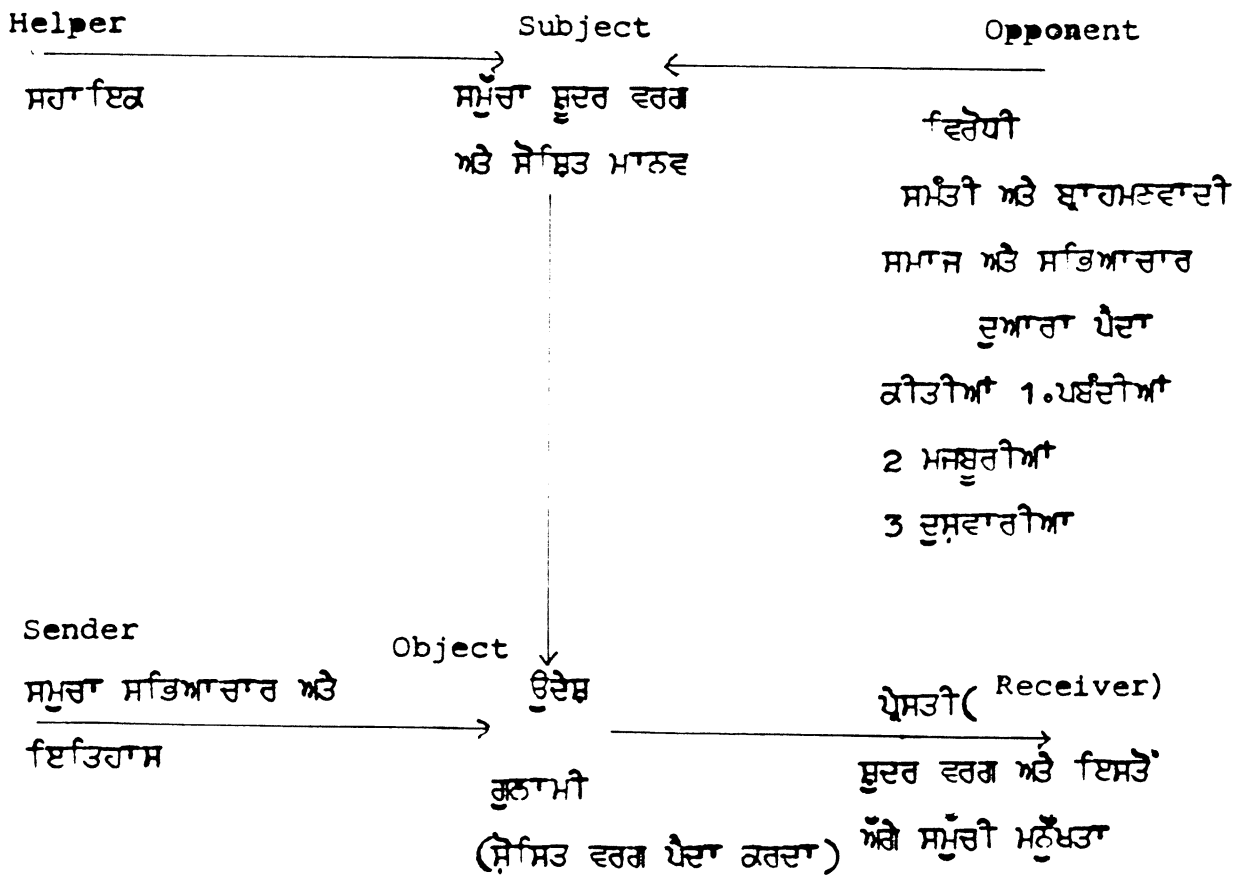 Helper Subject Opponent
ਸਹਾਇਕ ਸਮੁੱਚਾ ਸ਼ੂਦਰ ਵਰਗ
ਵਿਰੋਧੀ
ਅਤੇ ਸੋਸ਼ਿਤ ਮਾਨਵ
ਸਮੰਤੀ ਅਤੇ ਬ੍ਰਾਹਮਣਵਾਦੀ
ਸਮਾਜ ਅਤੇ ਸਭਿਆਚਾਰ
ਦੁਆਰਾ ਪੈਦਾ
ਕੀਤੀਆਂ 1.ਪਬੰਦੀਆਂ
2 ਮਜਬੂਰੀਆਂ
3 ਦੁਸ਼ਵਾਰੀਆ
Sender Object
ਸਮੁਚਾ ਸਭਿਆਚਾਰ ਅਤੇ ਉਦੇਸ਼ ਪ੍ਰੇਸਤੀ( Receiver)
ਇਤਿਹਾਸ
ਸ਼ੂਦਰ ਵਰਗ ਅਤੇ ਇਸਤੋਂ
ਗੁਲਾਮੀ
ਅੱਗੇ ਸਮੁੱਚੀ ਮਨੁੱਖਤਾ
(ਸ਼ੋਸਿਤ ਵਰਗ ਪੈਦਾ ਕਰਦਾ)